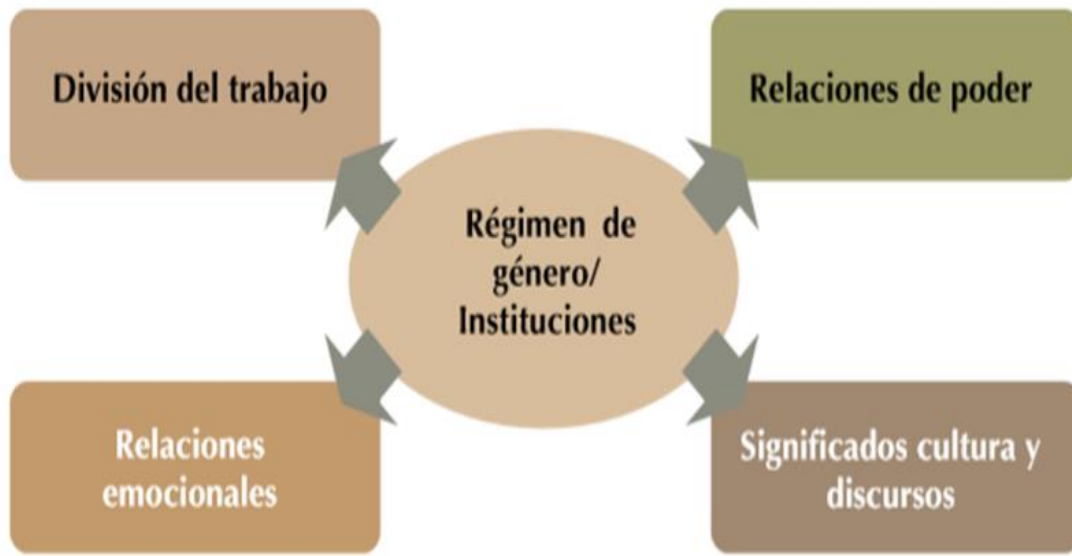 División del trabajo
Relaciones de poder
Régimen de
género/
Instituciones
Relaciones
emocionales
Significados cultura y
discursos